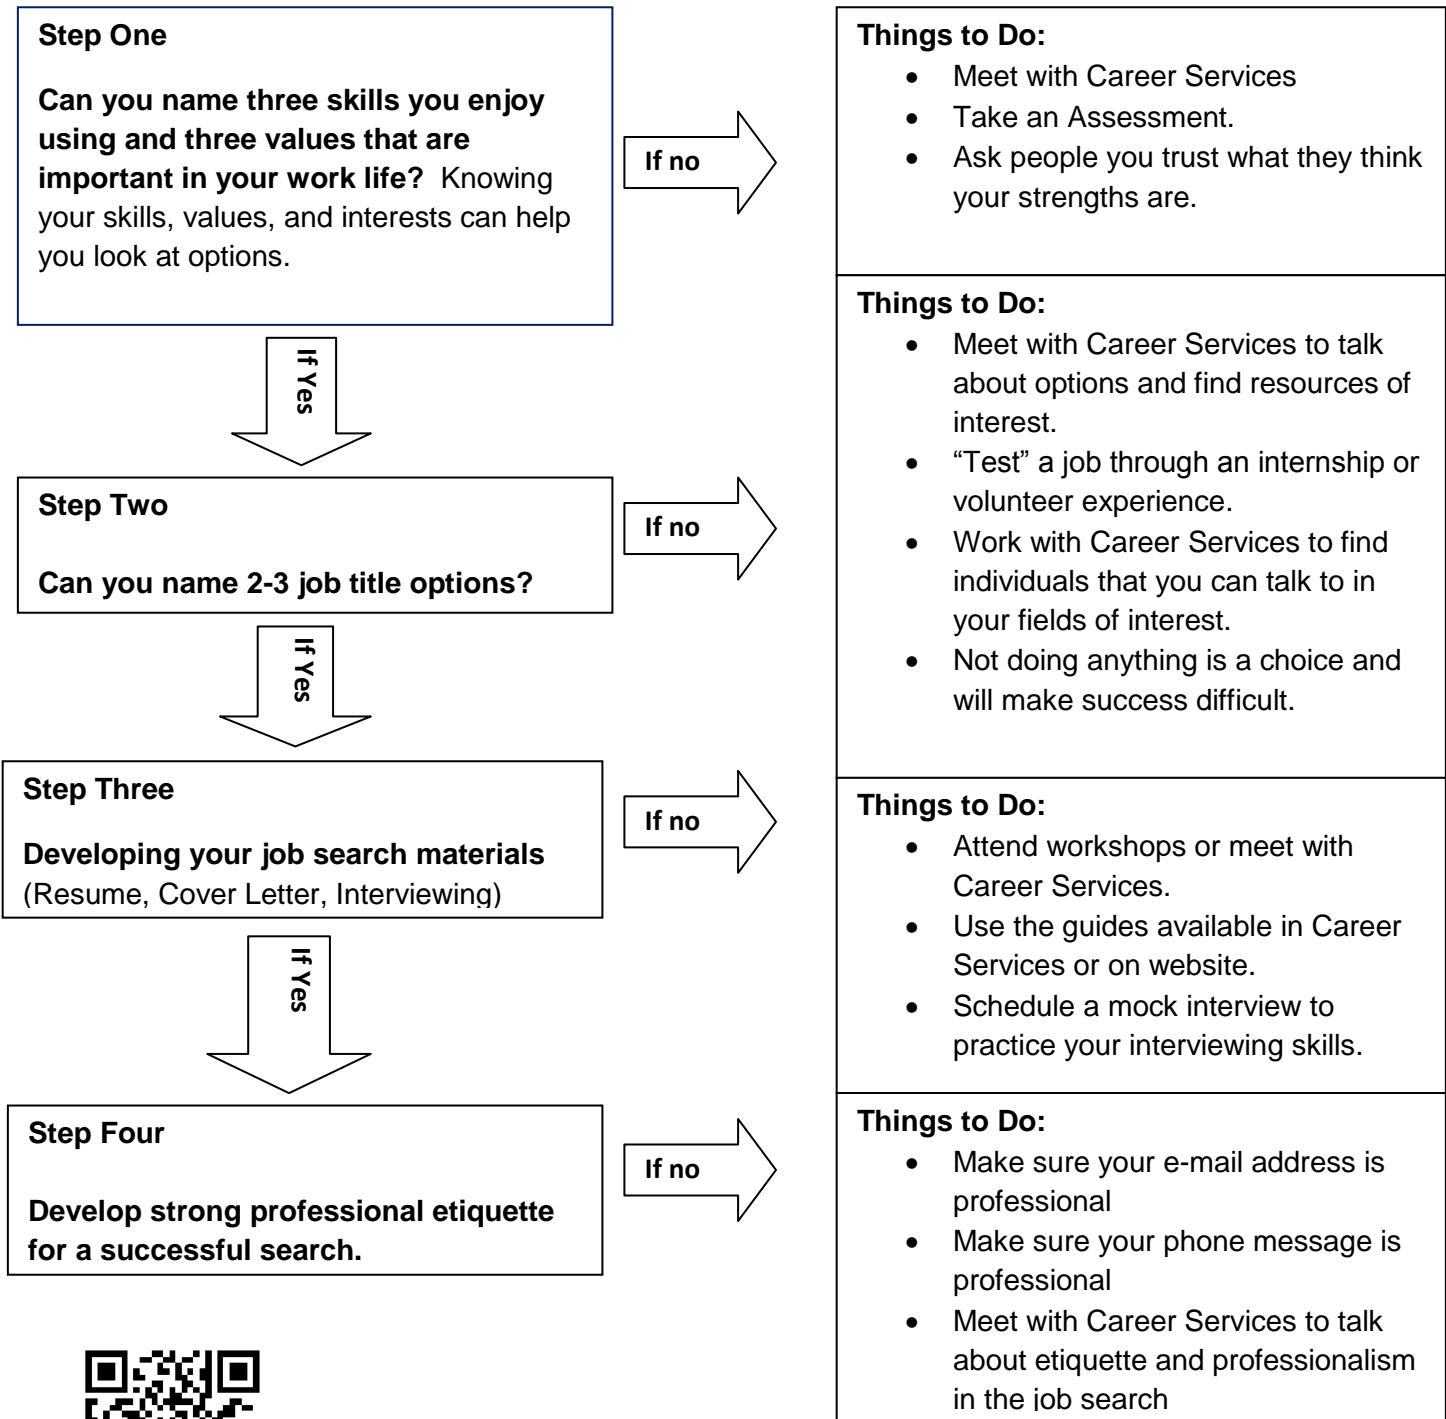 Step One
Can you name three skills you enjoy
using and three values that are
important in your work life? Knowing
your skills, values, and interests can help
you look at options.
If no
Things to Do:
• Meet with Career Services
• Take an Assessment.
• Ask people you trust what they think
your strengths are.
If Yes
Step Two
Can you name 2-3 job title options?
If no
Things to Do:
• Meet with Career Services to talk
about options and find resources of
interest.
• “Test” a job through an internship or
volunteer experience.
• Work with Career Services to find
individuals that you can talk to in
your fields of interest.
• Not doing anything is a choice and
will make success difficult.
If Yes
Step Three
Developing your job search materials
(Resume, Cover Letter, Interviewing)
If no
Things to Do:
• Attend workshops or meet with
Career Services.
• Use the guides available in Career
Services or on website.
• Schedule a mock interview to
practice your interviewing skills.
If Yes
Step Four
Develop strong professional etiquette
for a successful search.
If no
Things to Do:
• Make sure your e-mail address is
professional
• Make sure your phone message is
professional
• Meet with Career Services to talk
about etiquette and professionalism
in the job search